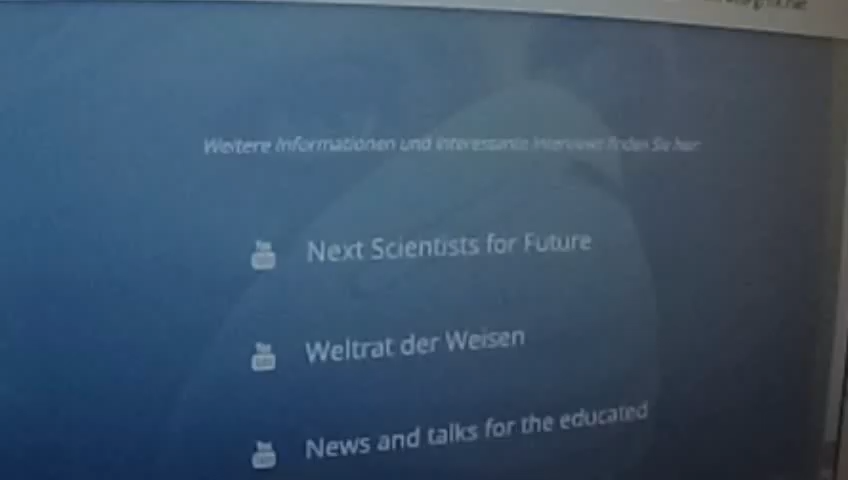 Weitere Informationen und interessante Interviews finden Sie hier:
Next Scientists for Future
Weltrat der Weisen
News and talks for the educated